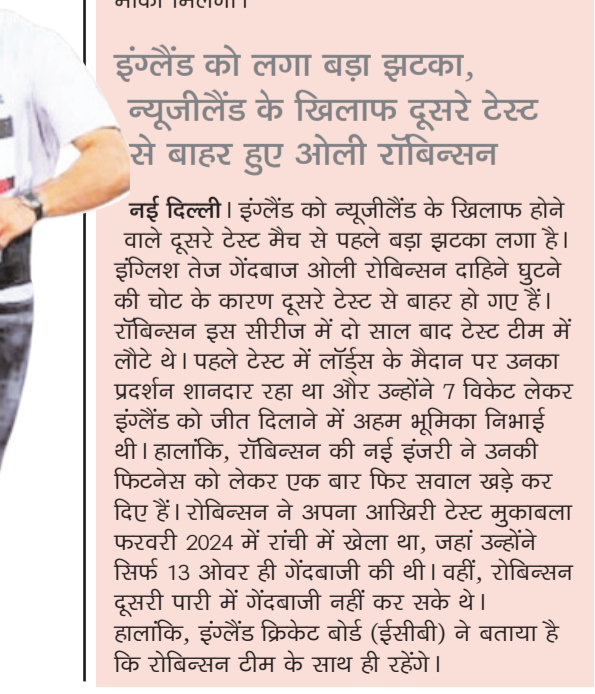 मौका मिलेगा।
इंग्लैंड को लगा बड़ा झटका,
न्यूजीलैंड के खिलाफ दूसरे टेस्ट
से बाहर हुए ओली रॉबिन्सन
नई दिल्ली। इंग्लैंड को न्यूजीलैंड के खिलाफ होने
वाले दूसरे टेस्ट मैच से पहले बड़ा झटका लगा है।
इंग्लिश तेज गेंदबाज ओली रोबिन्सन दाहिने घुटने
की चोट के कारण दूसरे टेस्ट से बाहर हो गए हैं।
रॉबिन्सन इस सीरीज में दो साल बाद टेस्ट टीम में
लौटे थे। पहले टेस्ट में लॉर्ड्स के मैदान पर उनका
प्रदर्शन शानदार रहा था और उन्होंने 7 विकेट लेकर
इंग्लैंड को जीत दिलाने में अहम भूमिका निभाई
थी। हालांकि, रॉबिन्सन की नई इंजरी ने उनकी
फिटनेस को लेकर एक बार फिर सवाल खड़े कर
दिए हैं। रोबिन्सन ने अपना आखिरी टेस्ट मुकाबला
फरवरी 2024 में रांची में खेला था, जहां उन्होंने
सिर्फ 13 ओवर ही गेंदबाजी की थी। वहीं, रोबिन्सन
दूसरी पारी में गेंदबाजी नहीं कर सके थे।
हालांकि, इंग्लैंड क्रिकेट बोर्ड (ईसीबी) ने बताया है
कि रोबिन्सन टीम के साथ ही रहेंगे।